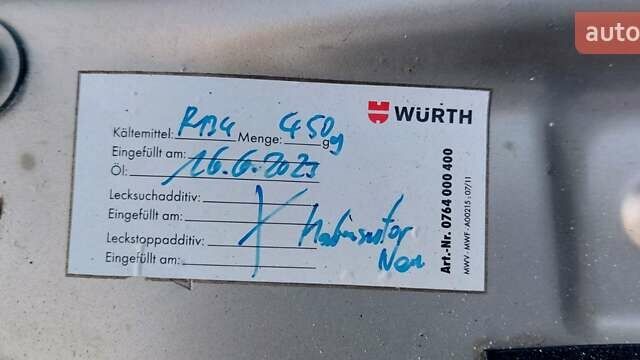 auto
WÜRTH
Kältemittel: R134 Menge: 450 g g
Eingefüllt am:
Öl: 16.6.2023
Lecksuchadditiv:
Eingefüllt am:
Leckstoppadditiv:
Eingefüllt am:
Neu
Art.-Nr. 0764 000 400
MWV - MWF - A00215 ; 07/11